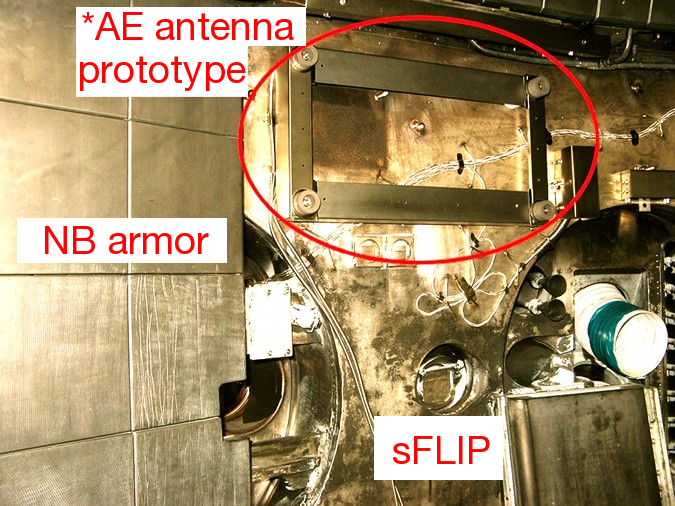 *AE antenna
prototype
NB armor
sFLIP